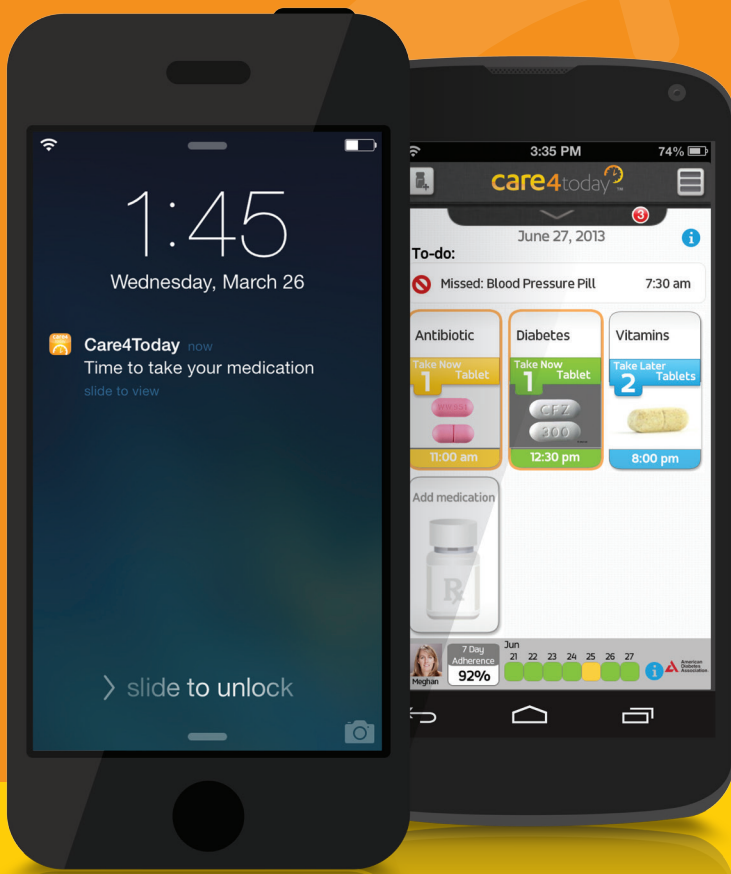 1:45
Wednesday, March 26
Care4Today now
Time to take your medication
slide to view
slide to unlock
3:35 PM 74%
care4today™
3
June 27, 2013
To-do:
Missed: Blood Pressure Pill 7:30 am
Antibiotic Diabetes Vitamins
Take Now Take Now Take Later
1 Tablet 1 Tablet 2 Tablets
CFZ
300
11:00 am 12:30 pm 8:00 pm
Add medication
Rx
7 Day
Adherence
92%
Meghan
Jun
21 22 23 24 25 26 27
American
Diabetes
Association.